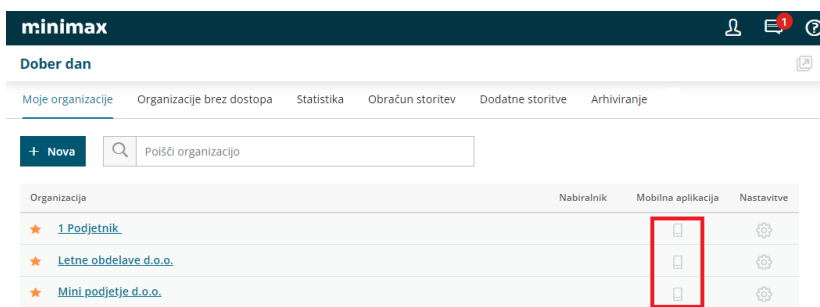 minimax
1
Dober dan
Moje organizacije Organizacije brez dostopa Statistika Obračun storitev Dodatne storitve Arhiviranje
+ Nova Poišči organizacijo
Organizacija Nabiralnik Mobilna aplikacija Nastavitve
1 Podjetnik
Letne obdelave d.o.o.
Mini podjetje d.o.o.